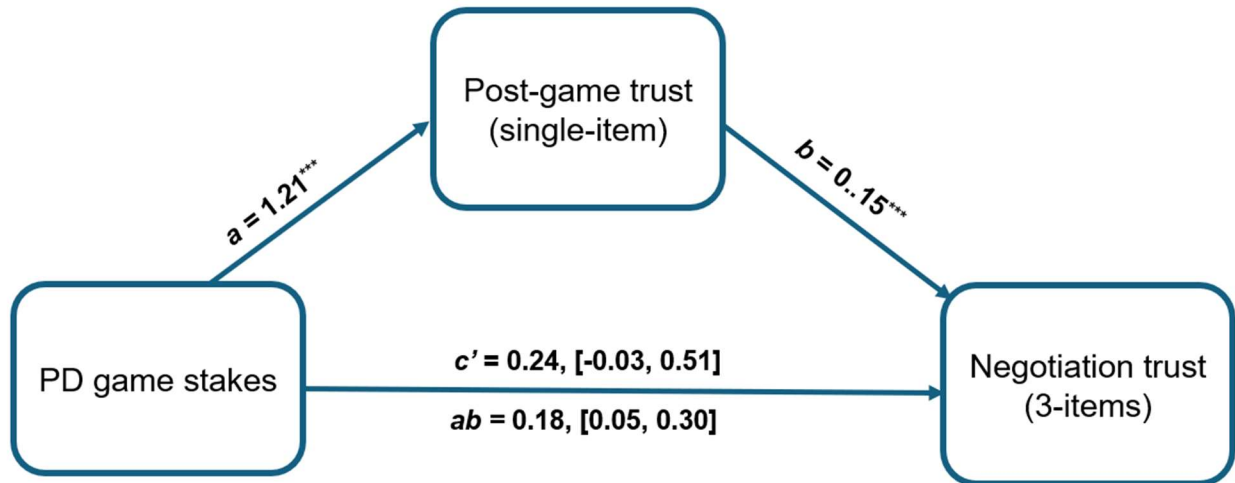 Post-game trust
(single-item)
a = 1.21***
b = 0..15***
PD game stakes
c’ = 0.24, [-0.03, 0.51]
ab = 0.18, [0.05, 0.30]
Negotiation trust
(3-items)